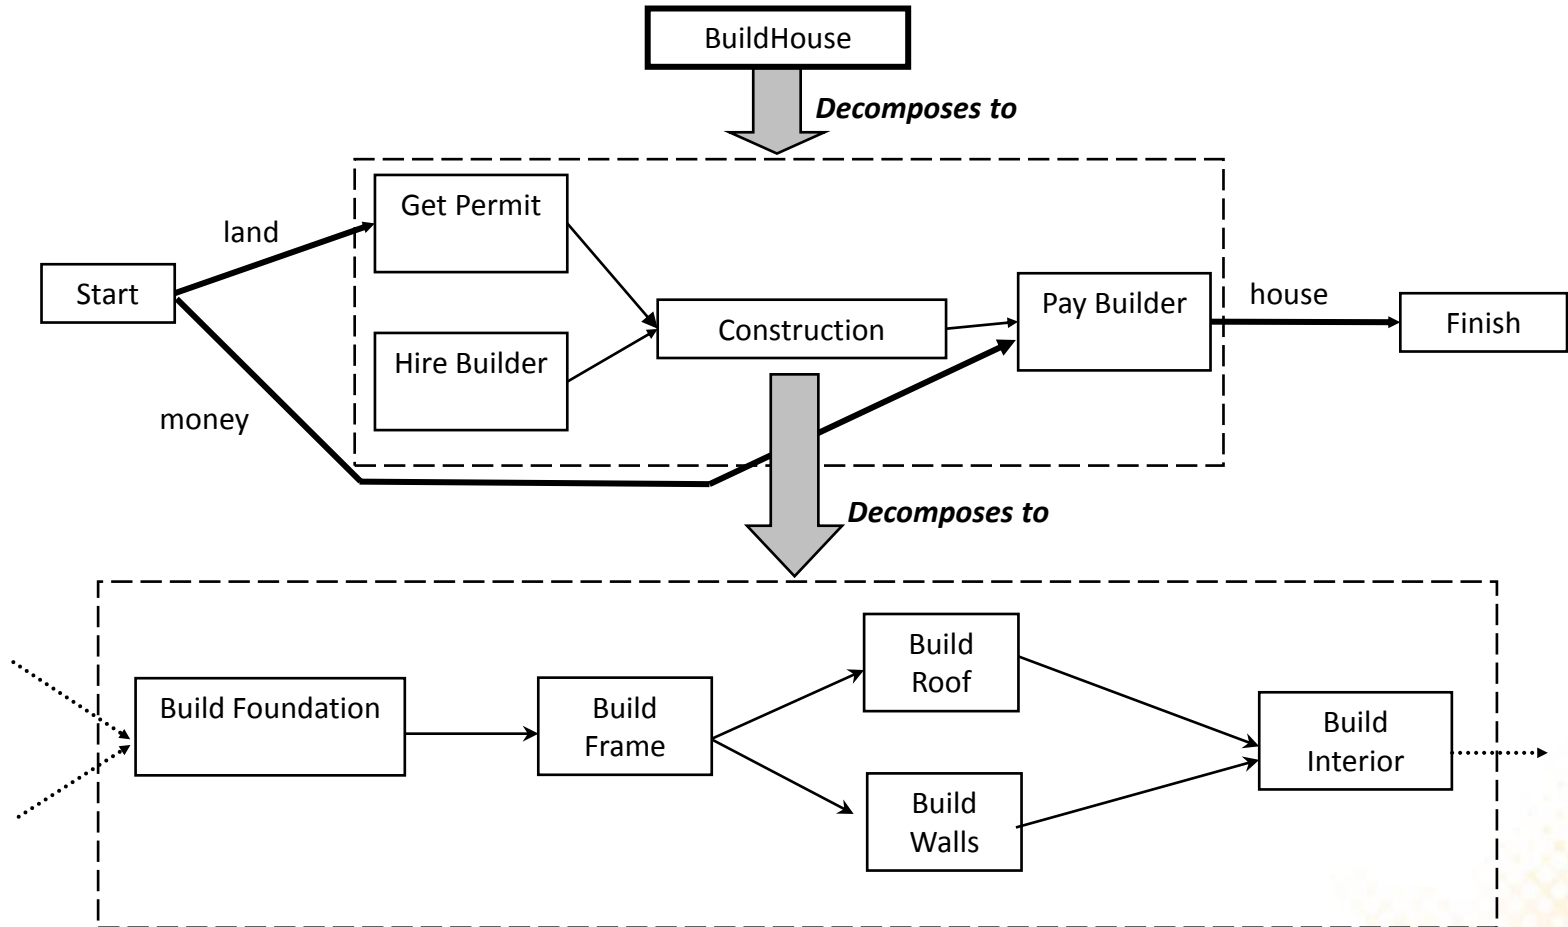 BuildHouse
Decomposes to
Get Permit
land
Start
Hire Builder
Construction
Pay Builder
house
Finish
money
Decomposes to
Build Foundation
Build
Frame
Build
Roof
Build
Walls
Build
Interior